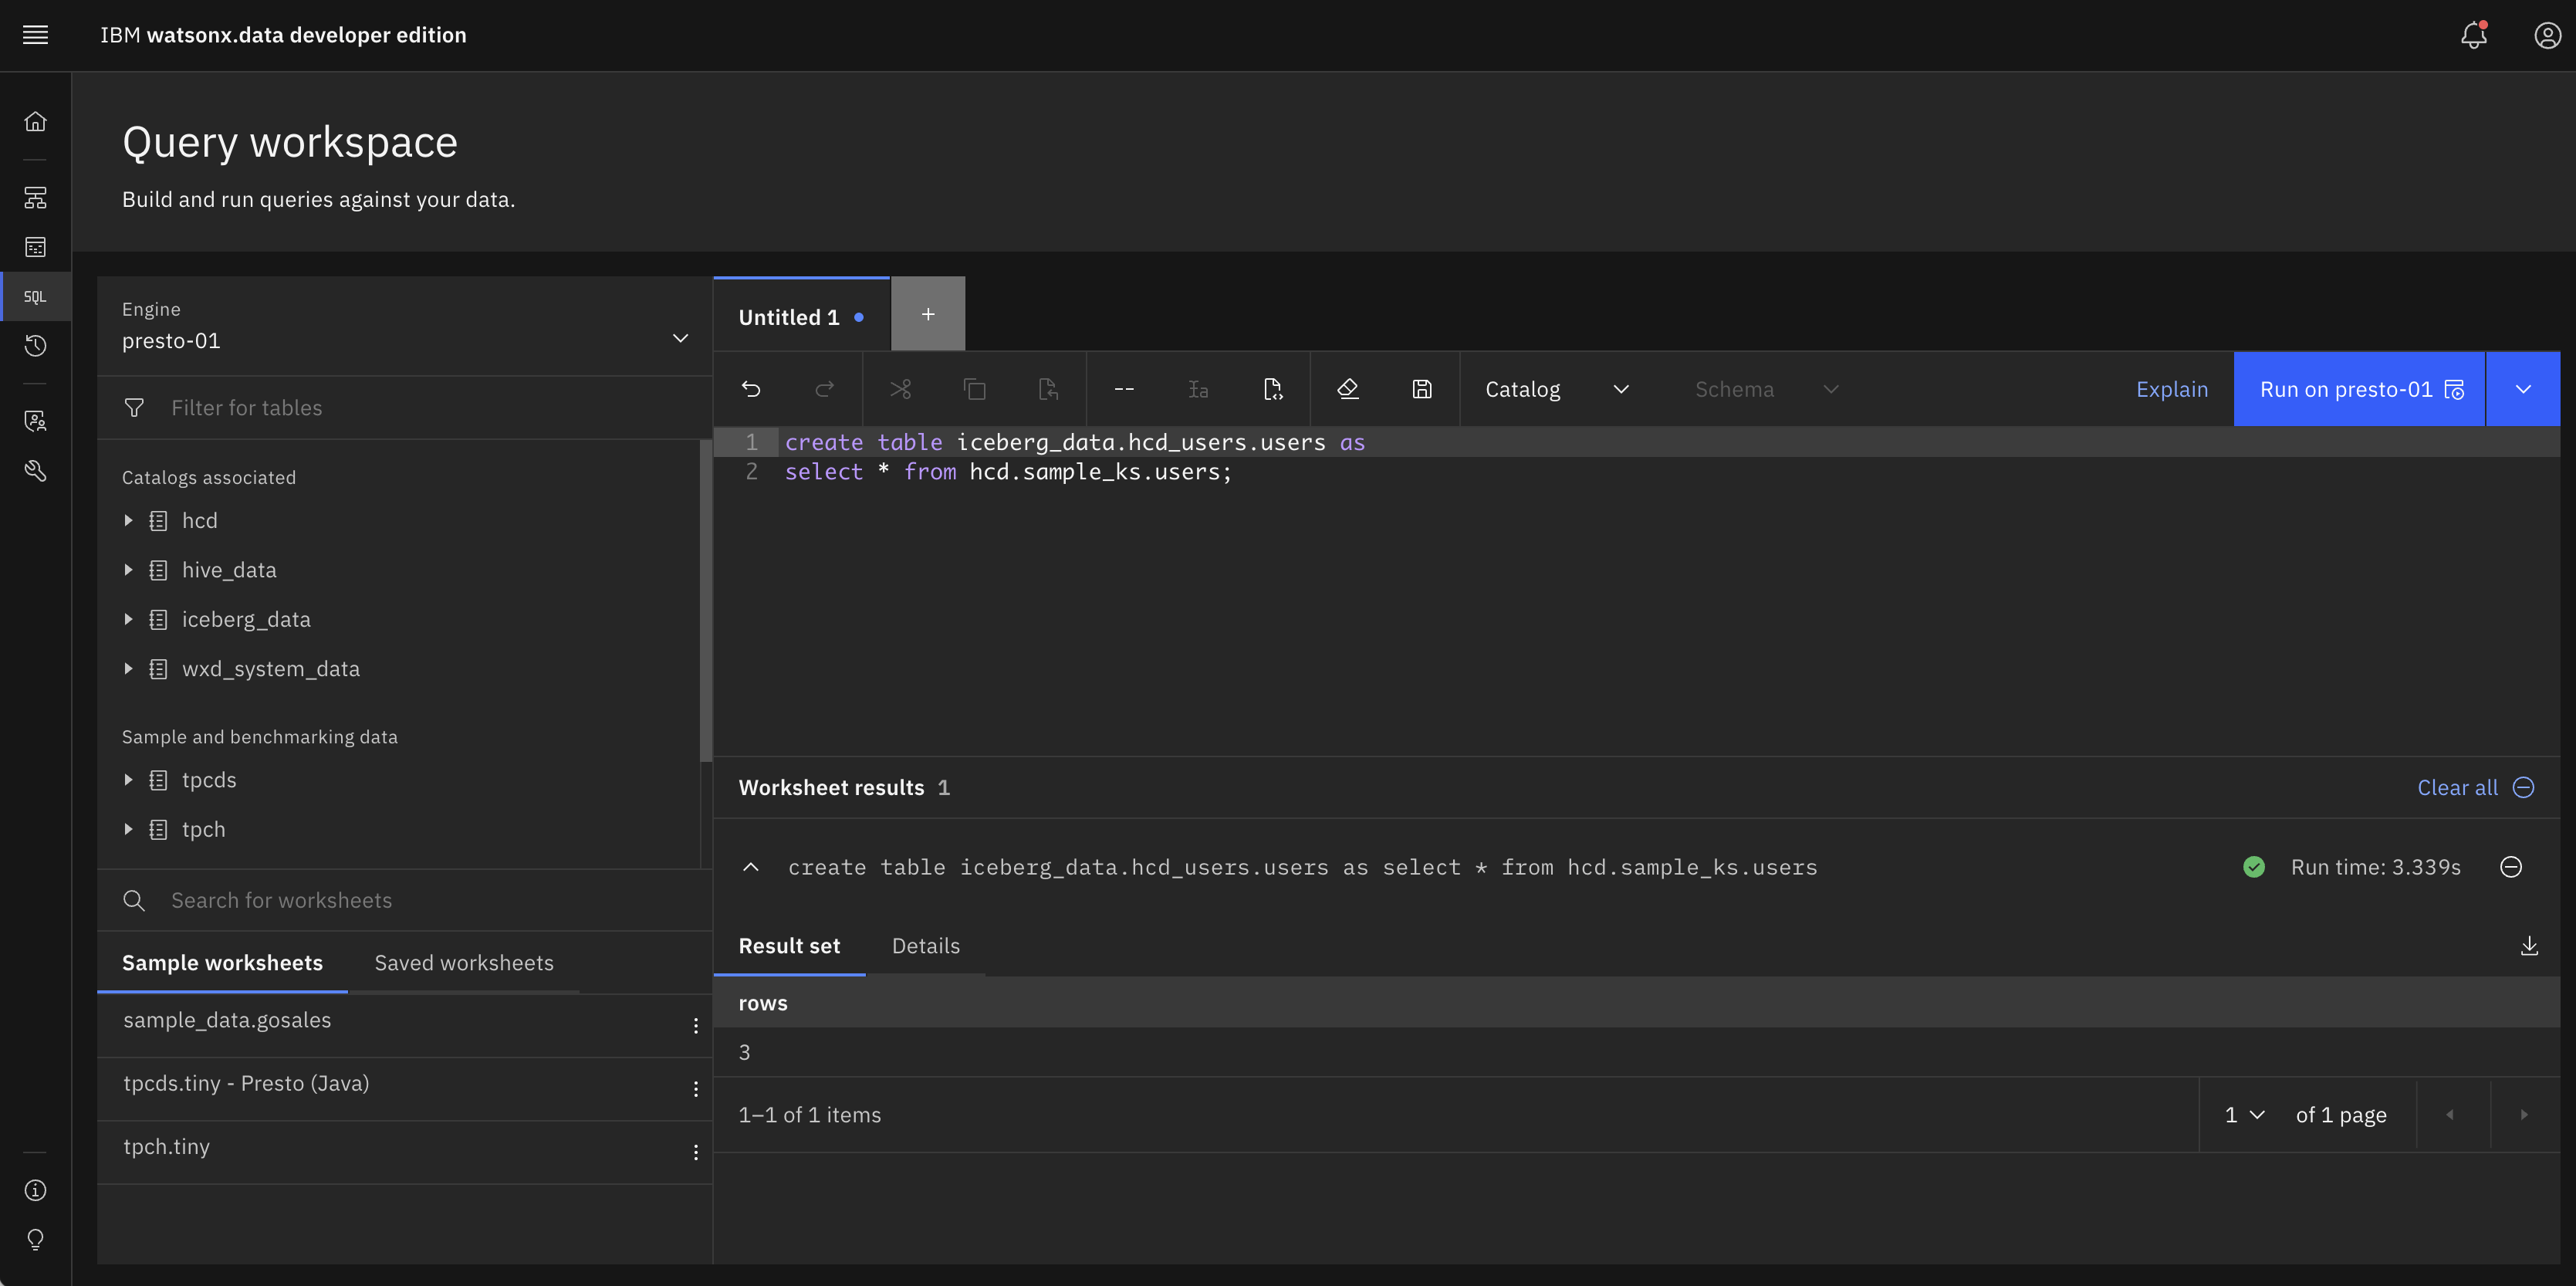 IBM watsonx.data developer edition
Query workspace
Build and run queries against your data.
SQL
Engine
presto-01
Filter for tables
Catalogs associated
hcd
hive_data
iceberg_data
wxd_system_data
Sample and benchmarking data
tpcds
tpch
Search for worksheets
Sample worksheets Saved worksheets
sample_data.gosales
tpcds.tiny - Presto (Java)
tpch.tiny
Untitled 1 +
-- Catalog Schema Explain Run on presto-01
1 create table iceberg_data.hcd_users.users as
2 select * from hcd.sample_ks.users;
Worksheet results 1 Clear all
create table iceberg_data.hcd_users.users as select * from hcd.sample_ks.users Run time: 3.339s
Result set Details
rows
3
1–1 of 1 items 1 of 1 page